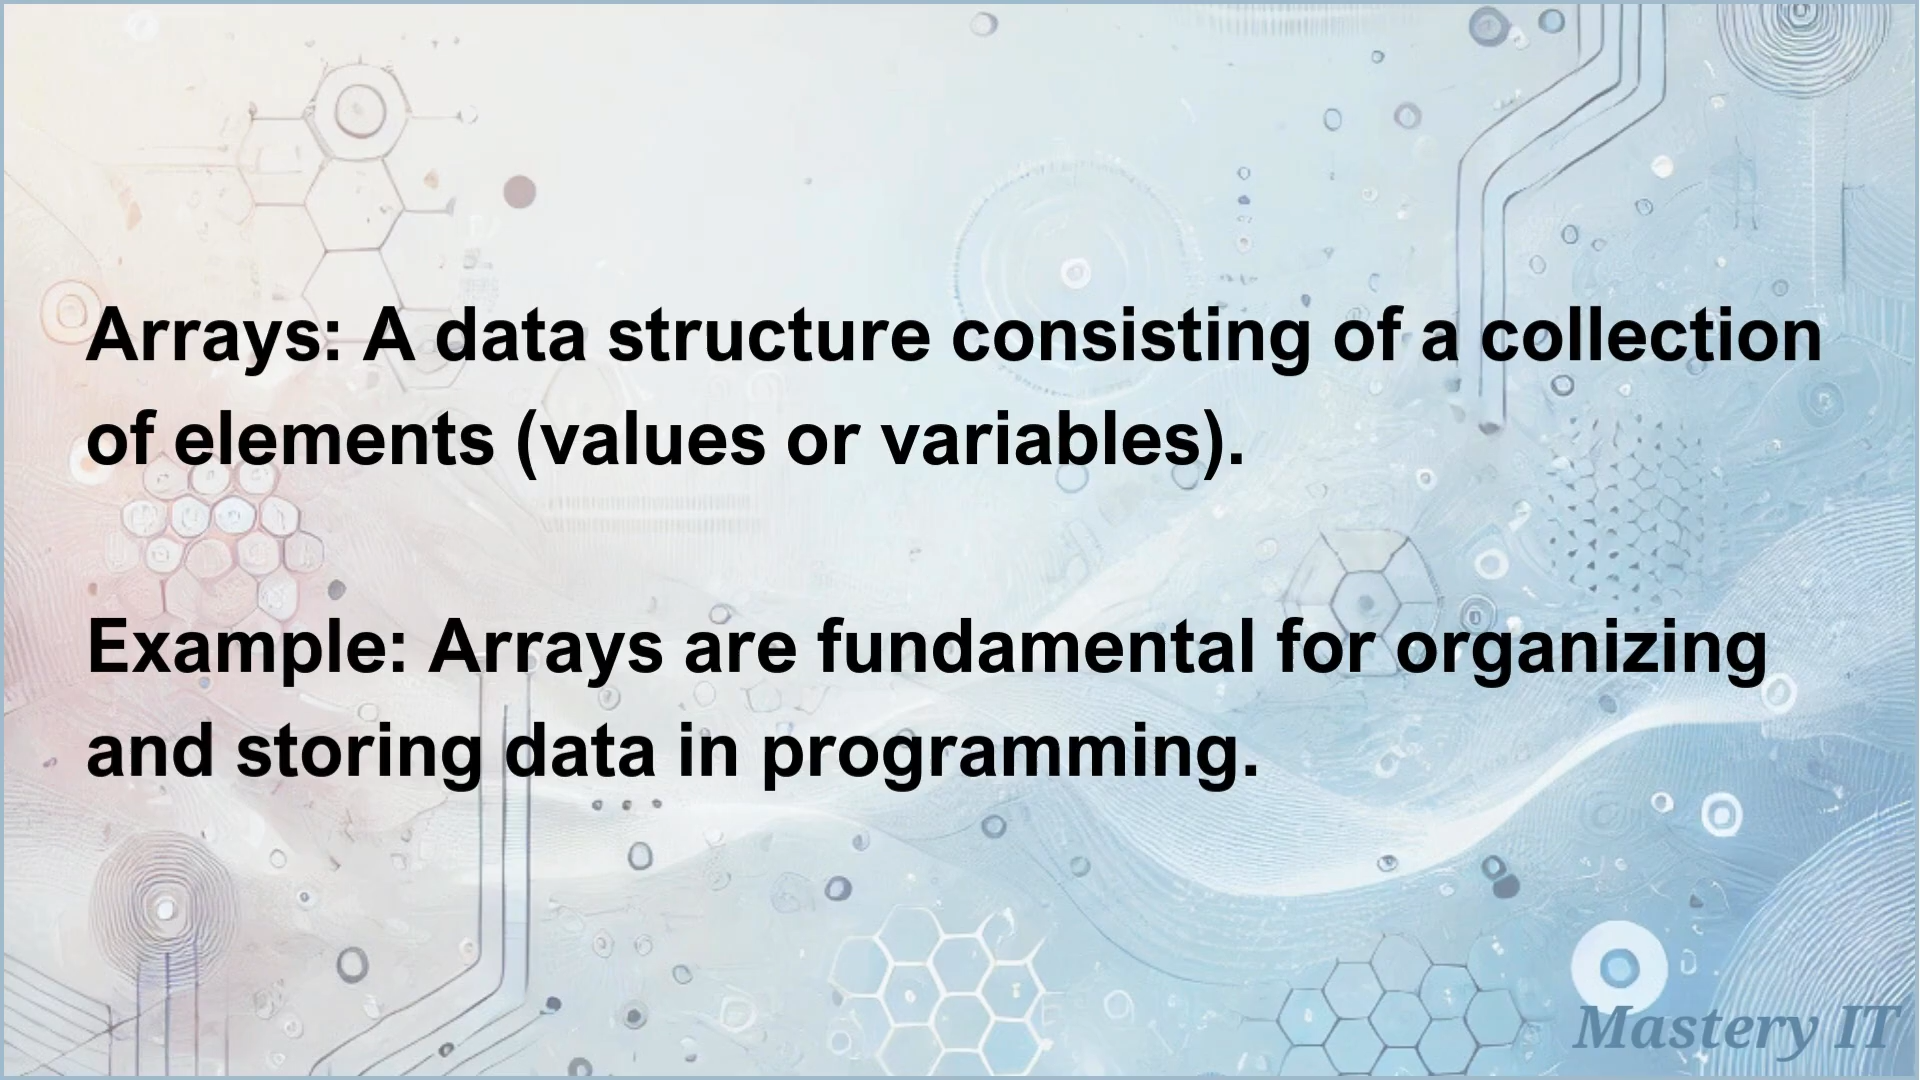 Arrays: A data structure consisting of a collection
of elements (values or variables).
Example: Arrays are fundamental for organizing
and storing data in programming.
Mastery IT